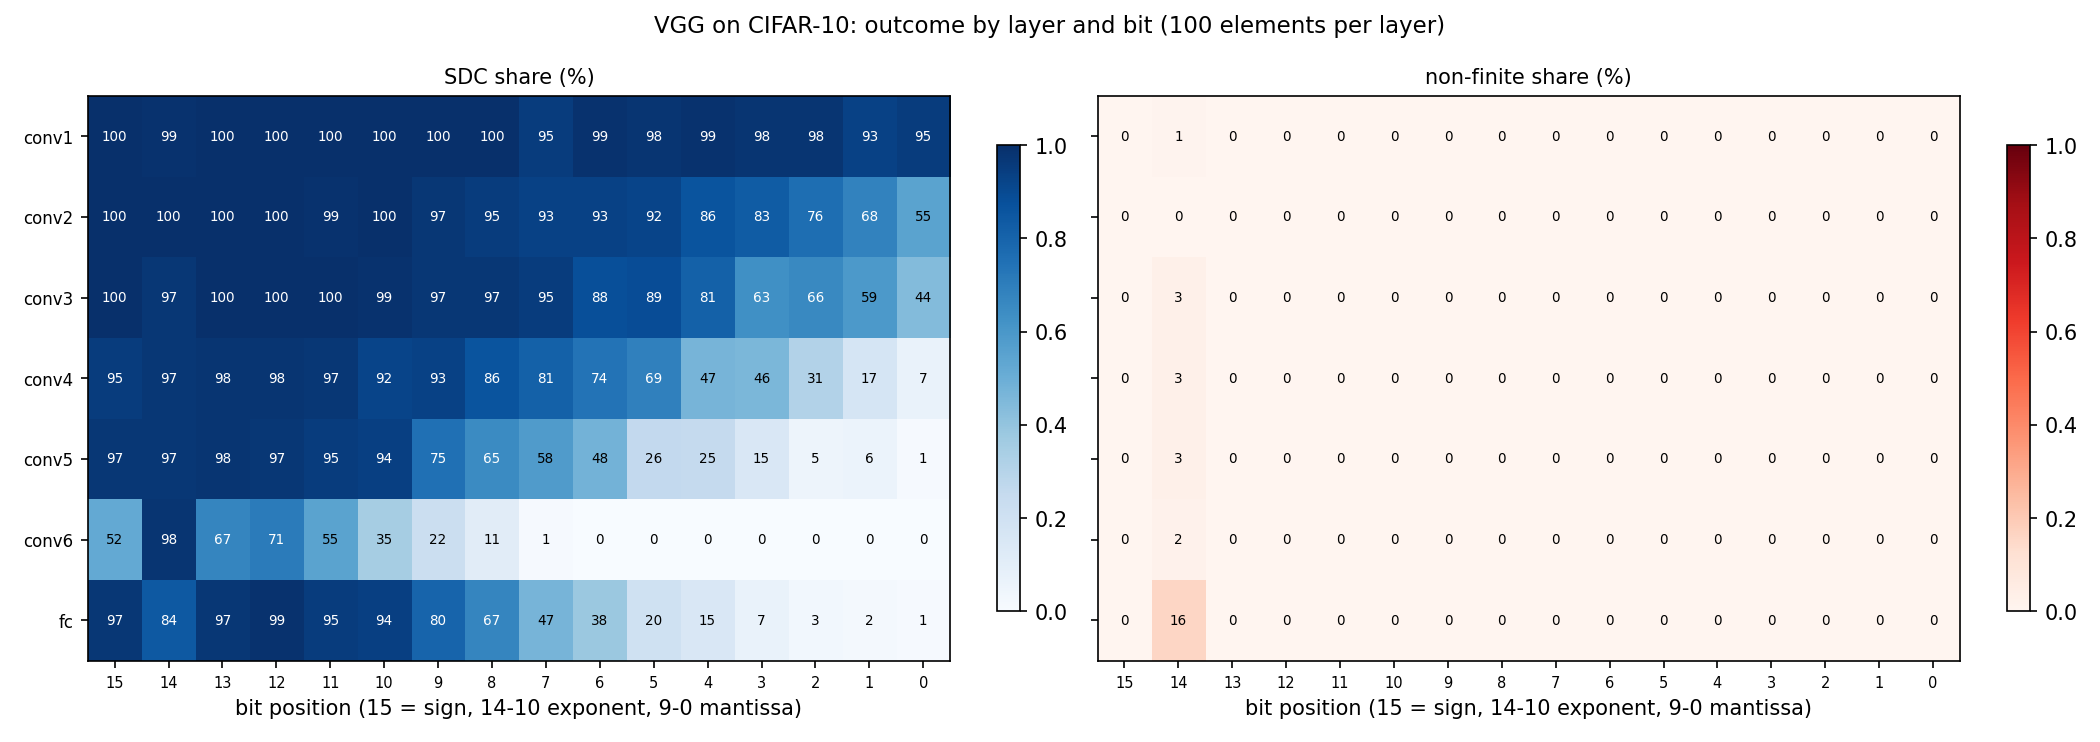 VGG on CIFAR-10: outcome by layer and bit (100 elements per layer)
SDC share (%)
conv1 100 99 100 100 100 100 100 100 95 99 98 99 98 98 93 95
conv2 100 100 100 100 99 100 97 95 93 93 92 86 83 76 68 55
conv3 100 97 100 100 100 99 97 97 95 88 89 81 63 66 59 44
conv4 95 97 98 98 97 92 93 86 81 74 69 47 46 31 17 7
conv5 97 97 98 97 95 94 75 65 58 48 26 25 15 5 6 1
conv6 52 98 67 71 55 35 22 11 1 0 0 0 0 0 0 0
fc 97 84 97 99 95 94 80 67 47 38 20 15 7 3 2 1
15 14 13 12 11 10 9 8 7 6 5 4 3 2 1 0
bit position (15 = sign, 14-10 exponent, 9-0 mantissa)
1.0
0.8
0.6
0.4
0.2
0.0
non-finite share (%)
0 1 0 0 0 0 0 0 0 0 0 0 0 0 0 0
0 0 0 0 0 0 0 0 0 0 0 0 0 0 0 0
0 3 0 0 0 0 0 0 0 0 0 0 0 0 0 0
0 3 0 0 0 0 0 0 0 0 0 0 0 0 0 0
0 3 0 0 0 0 0 0 0 0 0 0 0 0 0 0
0 2 0 0 0 0 0 0 0 0 0 0 0 0 0 0
0 16 0 0 0 0 0 0 0 0 0 0 0 0 0 0
15 14 13 12 11 10 9 8 7 6 5 4 3 2 1 0
bit position (15 = sign, 14-10 exponent, 9-0 mantissa)
1.0
0.8
0.6
0.4
0.2
0.0